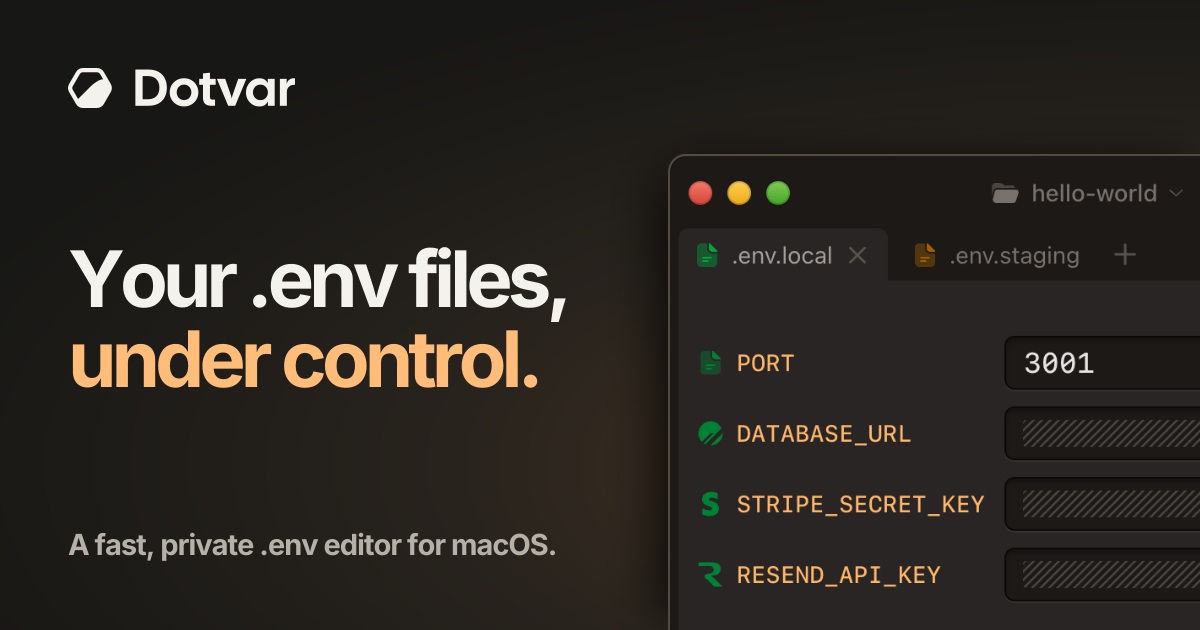 Dotvar
Your .env files,
under control.
A fast, private .env editor for macOS.
hello-world
.env.local
.env.staging
PORT
3001
DATABASE_URL
STRIPE_SECRET_KEY
RESEND_API_KEY